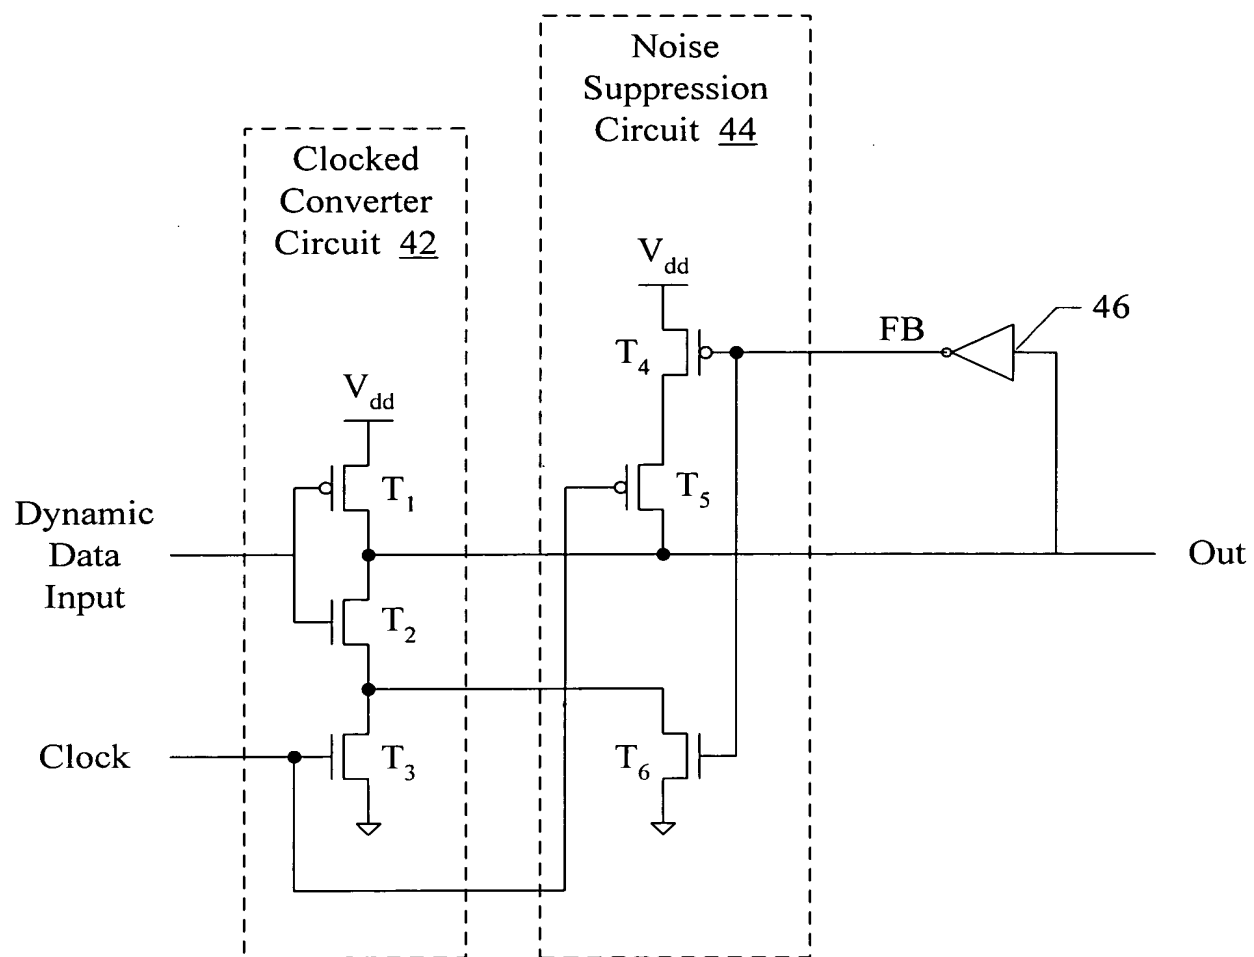 Noise
Suppression
Circuit 44
Clocked
Converter
Circuit 42
Vdd
46
FB
T4
Vdd
T1
T5
Dynamic
Data
Input
Out
T2
Clock
T3
T6